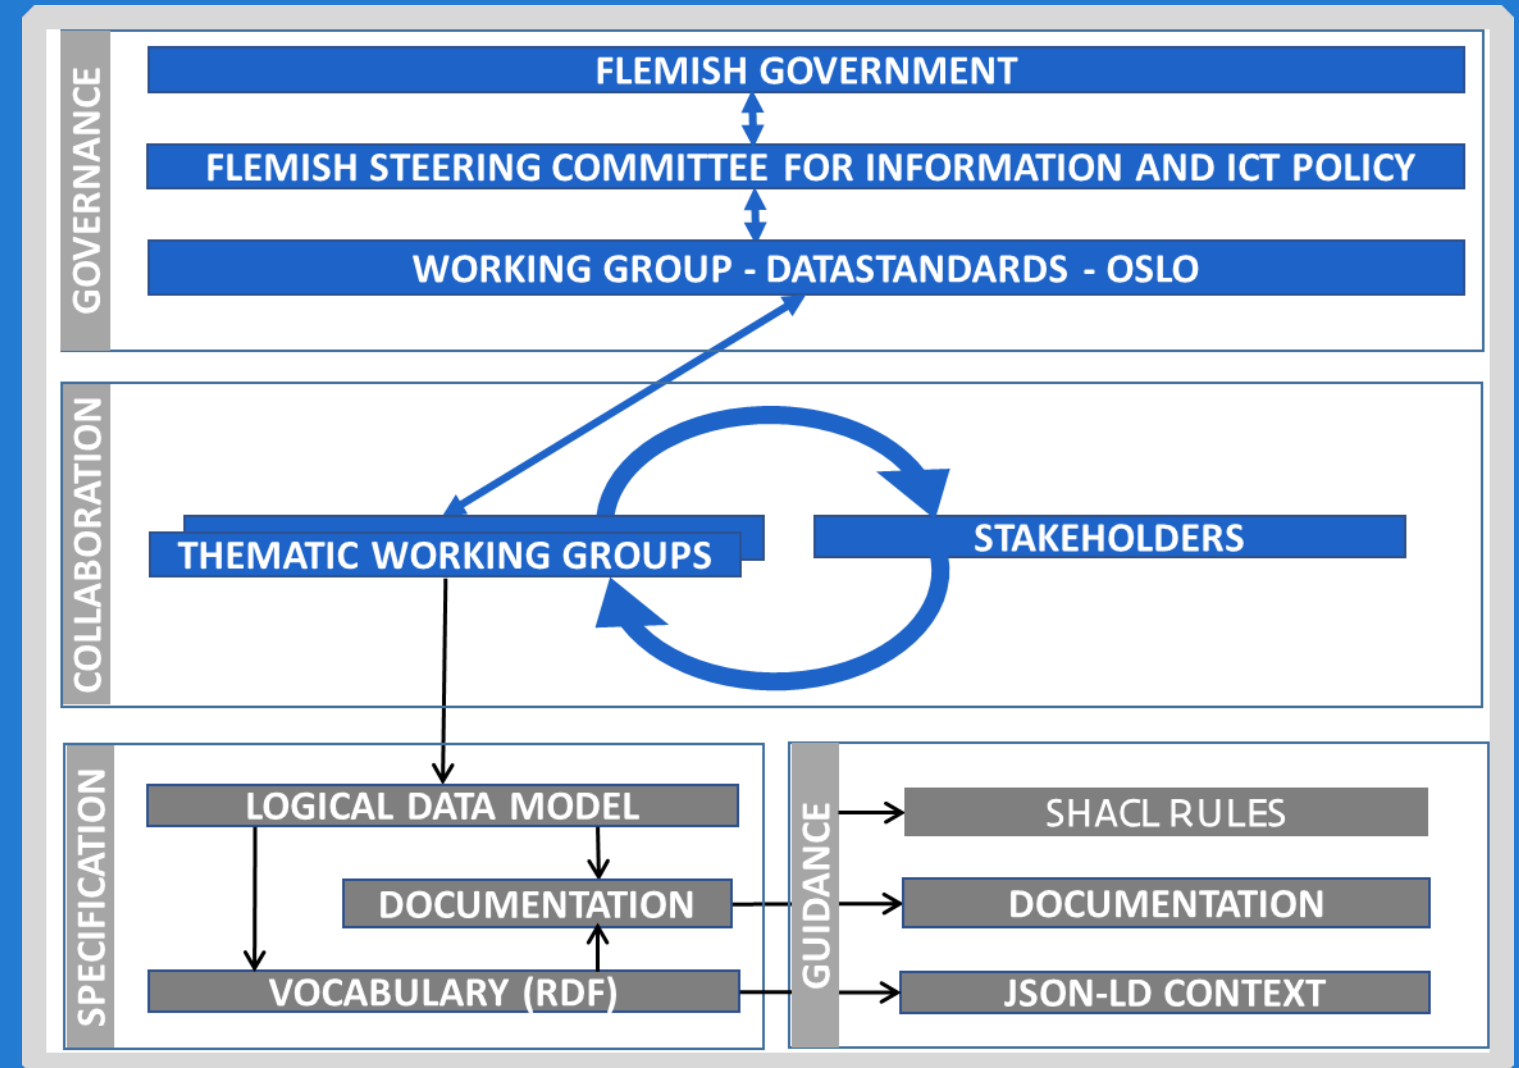 GOVERNANCE
FLEMISH GOVERNMENT
FLEMISH STEERING COMMITTEE FOR INFORMATION AND ICT POLICY
WORKING GROUP - DATASTANDARDS - OSLO
COLLABORATION
THEMATIC WORKING GROUPS
STAKEHOLDERS
SPECIFICATION
LOGICAL DATA MODEL
DOCUMENTATION
VOCABULARY (RDF)
GUIDANCE
SHACL RULES
DOCUMENTATION
JSON-LD CONTEXT